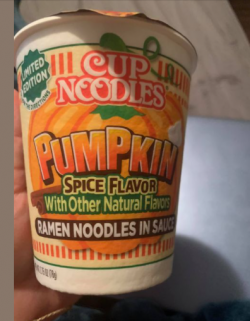 LIMITED
EDITION
CUP
NOODLES
PUMPKIN
SPICE FLAVOR
With Other Natural Flavors
RAMEN NOODLES IN SAUCE